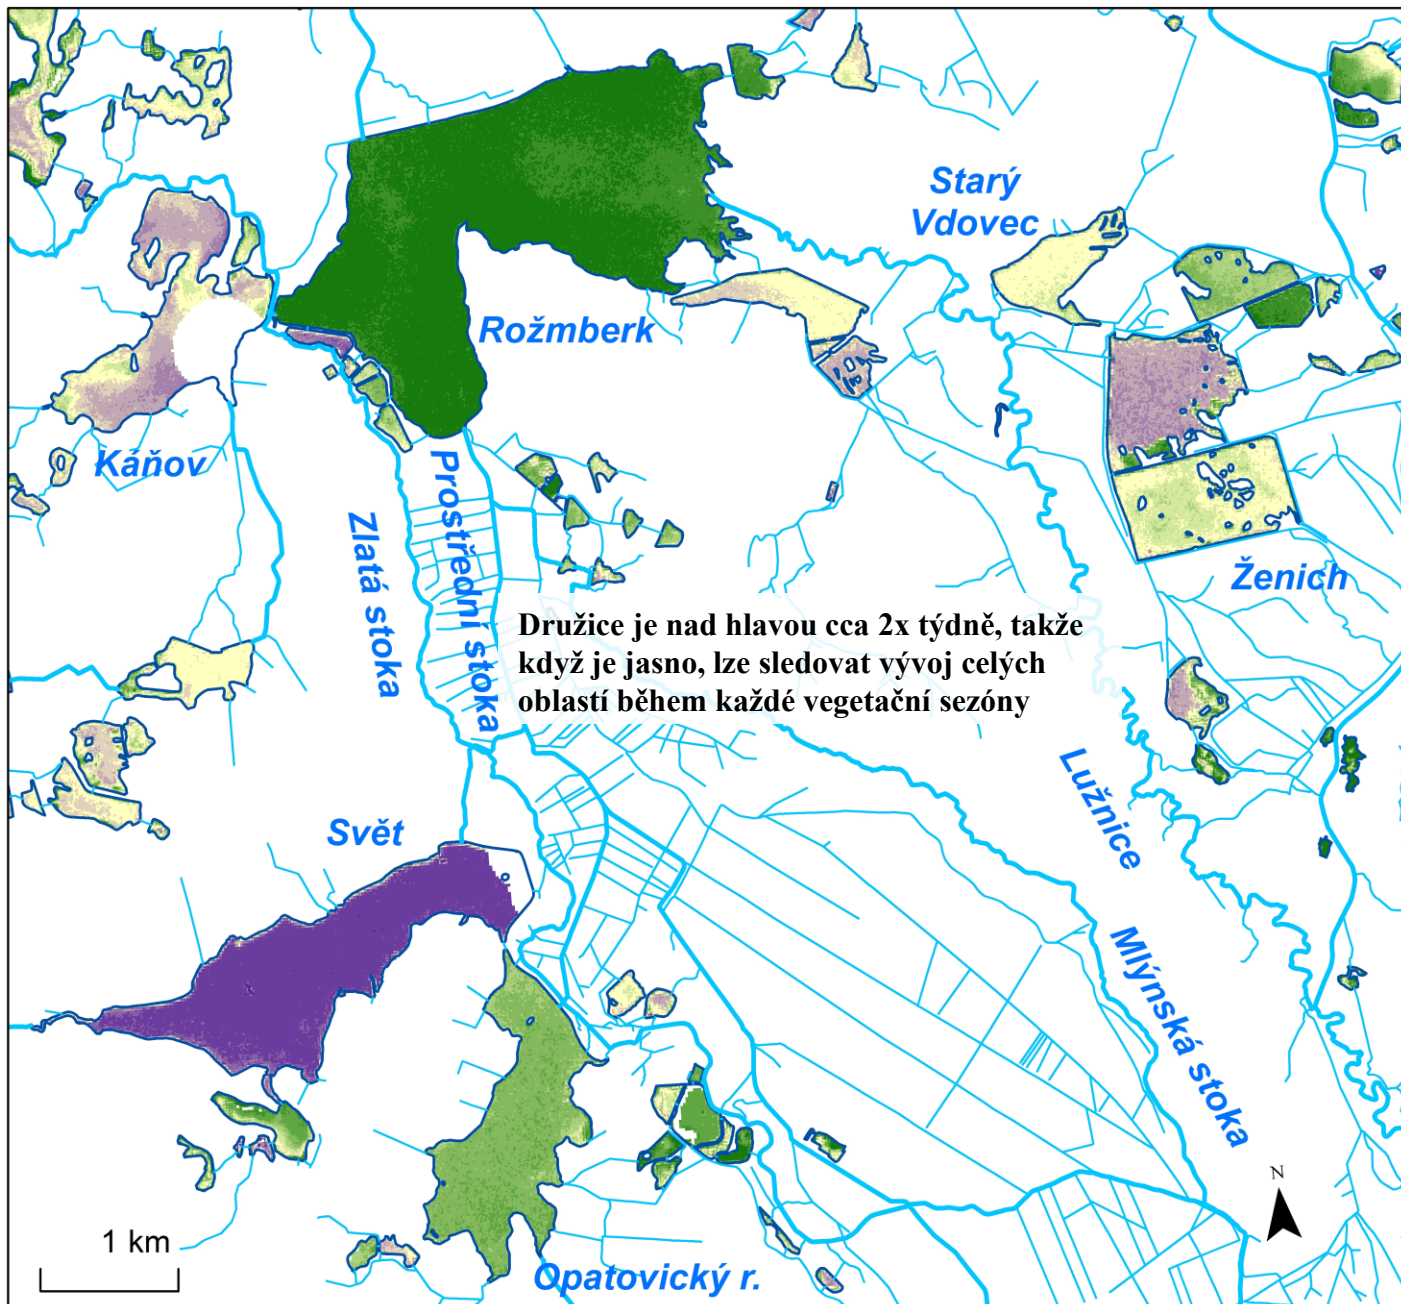 Starý
Vdovec
Rožmberk
Káňov
Prostřední stoka
Zlatá stoka
Ženich
Družice je nad hlavou cca 2x týdně, takže
když je jasno, lze sledovat vývoj celých
oblastí během každé vegetační sezóny
Lužnice
Svět
Mlýnská stoka
N
1 km
Opatovický r.